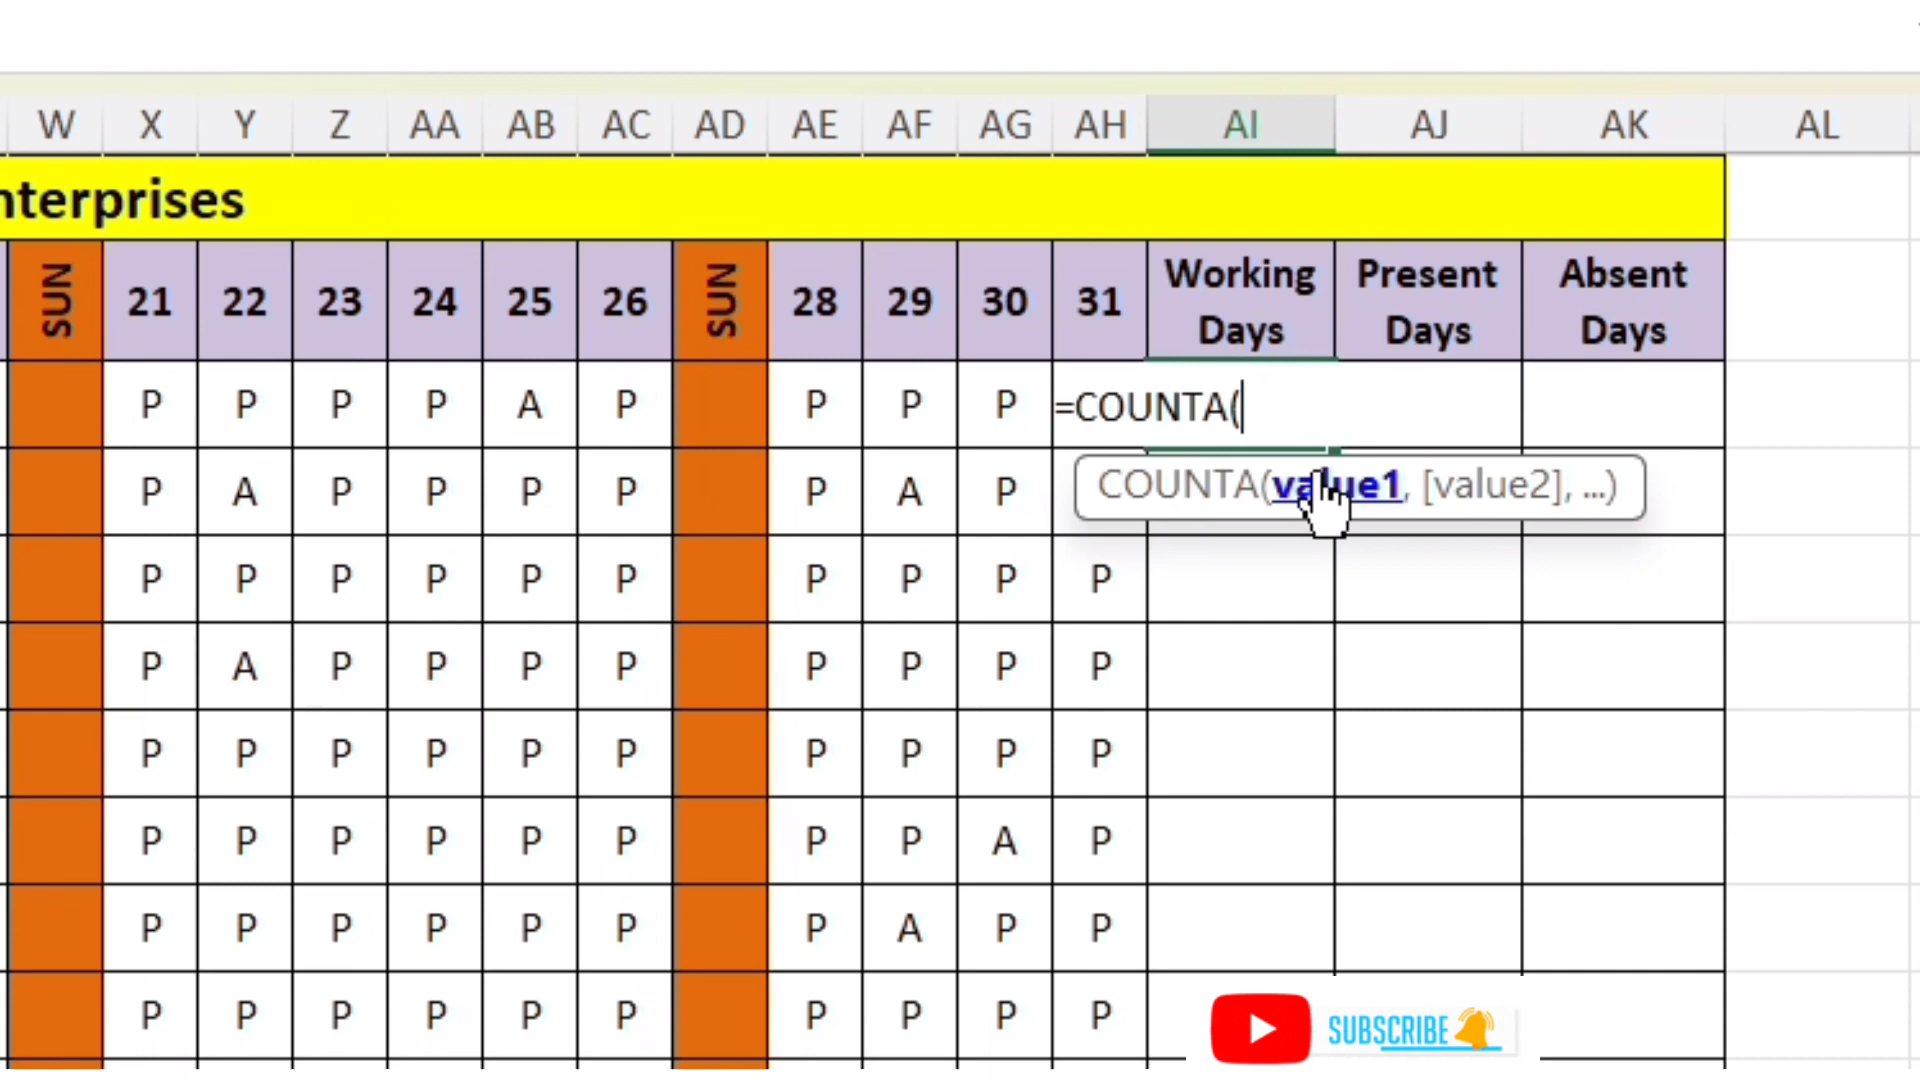 W X Y Z AA AB AC AD AE AF AG AH AI AJ AK AL
nterprises
SUN 21 22 23 24 25 26 SUN 28 29 30 31 Working Days Present Days Absent Days
P P P P A P P P P =COUNTA(
P A P P P P P A P COUNTA(value1, [value2], ...)
P P P P P P P P P P
P A P P P P P P P P
P P P P P P P P P P
P P P P P P P P A P
P P P P P P P A P P
P P P P P P P P P P
SUBSCRIBE